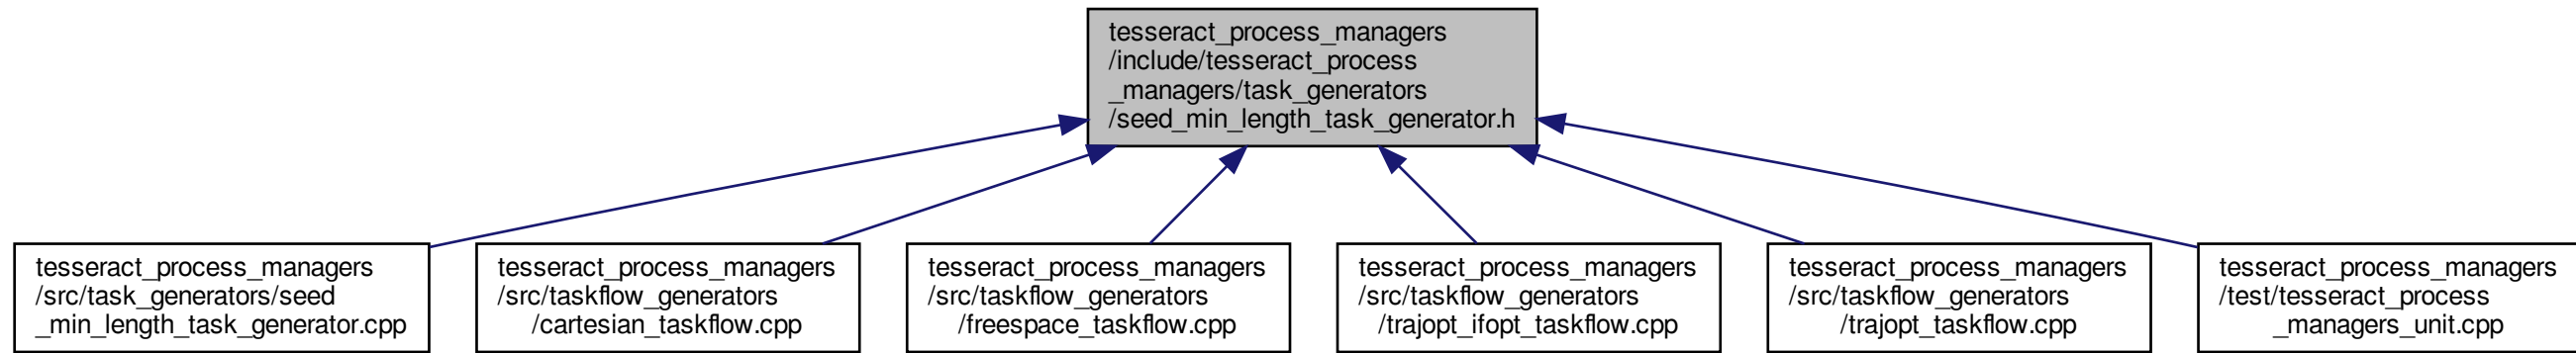 tesseract_process_managers
/include/tesseract_process
_managers/task_generators
/seed_min_length_task_generator.h
tesseract_process_managers
/src/task_generators/seed
_min_length_task_generator.cpp
tesseract_process_managers
/src/taskflow_generators
/cartesian_taskflow.cpp
tesseract_process_managers
/src/taskflow_generators
/freespace_taskflow.cpp
tesseract_process_managers
/src/taskflow_generators
/trajopt_ifopt_taskflow.cpp
tesseract_process_managers
/src/taskflow_generators
/trajopt_taskflow.cpp
tesseract_process_managers
/test/tesseract_process
_managers_unit.cpp